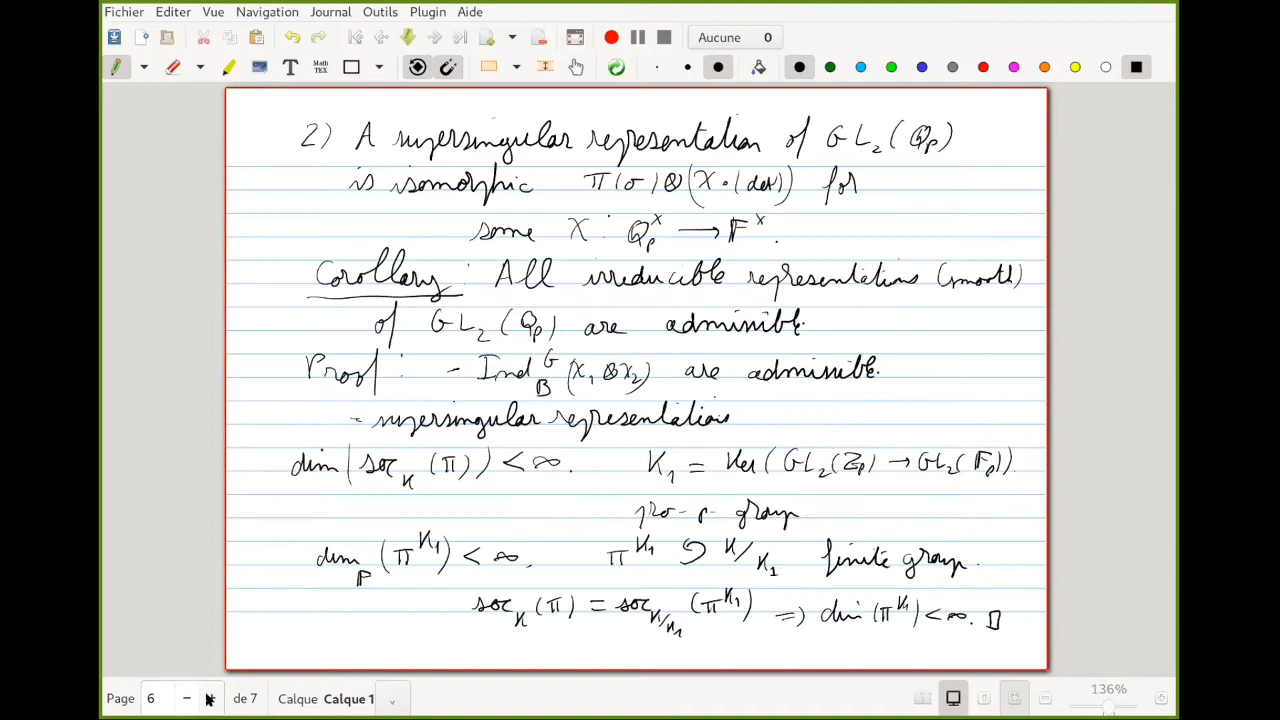 Fichier Editer Vue Navigation Journal Outils Plugin Aide
Aucune 0
T Math TEX
2) A supersingular representation of GL₂(ℚₚ)
is isomorphic π(σ)⊗(χ∘(det)) for
some χ : ℚₚ^× ⟶ 𝔽^×.
Corollary : All irreducible representations (smooth)
of GL₂(ℚₚ) are admissible.
Proof : - Ind_B^G (χ₁⊗χ₂) are admissible.
- supersingular representations
dim(soc_K(π)) < ∞. K₁ = Ker(GL₂(ℤₚ) → GL₂(𝔽ₚ)).
pro-p-group
dim_𝔽(π^{K₁}) < ∞. π^{K₁} ↺ K/K₁ finite group.
soc_K(π) = soc_{K/K₁}(π^{K₁}) ⇒ dim(π^{K₁}) < ∞. □
Page 6 − + de 7 Calque Calque 1 136%